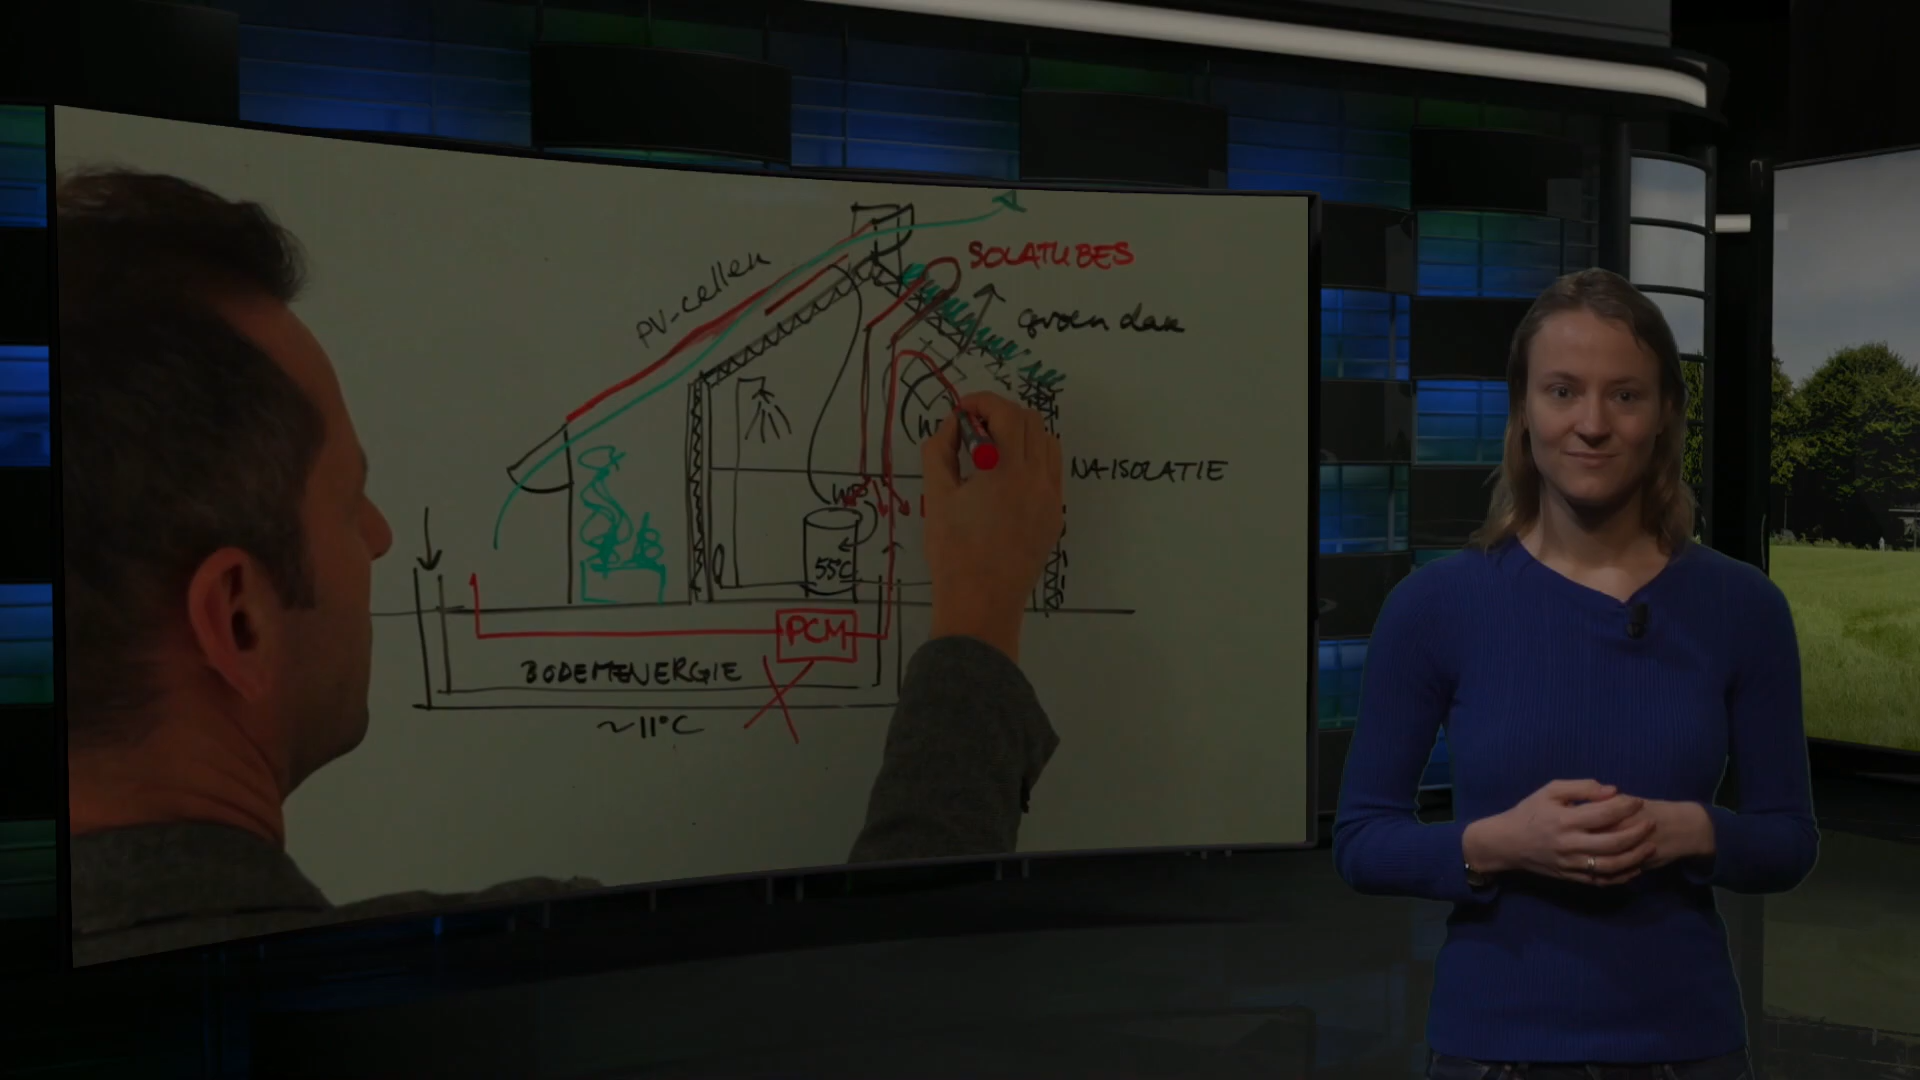 SOLATUBES
PV-cellen
groen dak
NA-ISOLATIE
55°C
PCM
BODEMENERGIE
~11°C